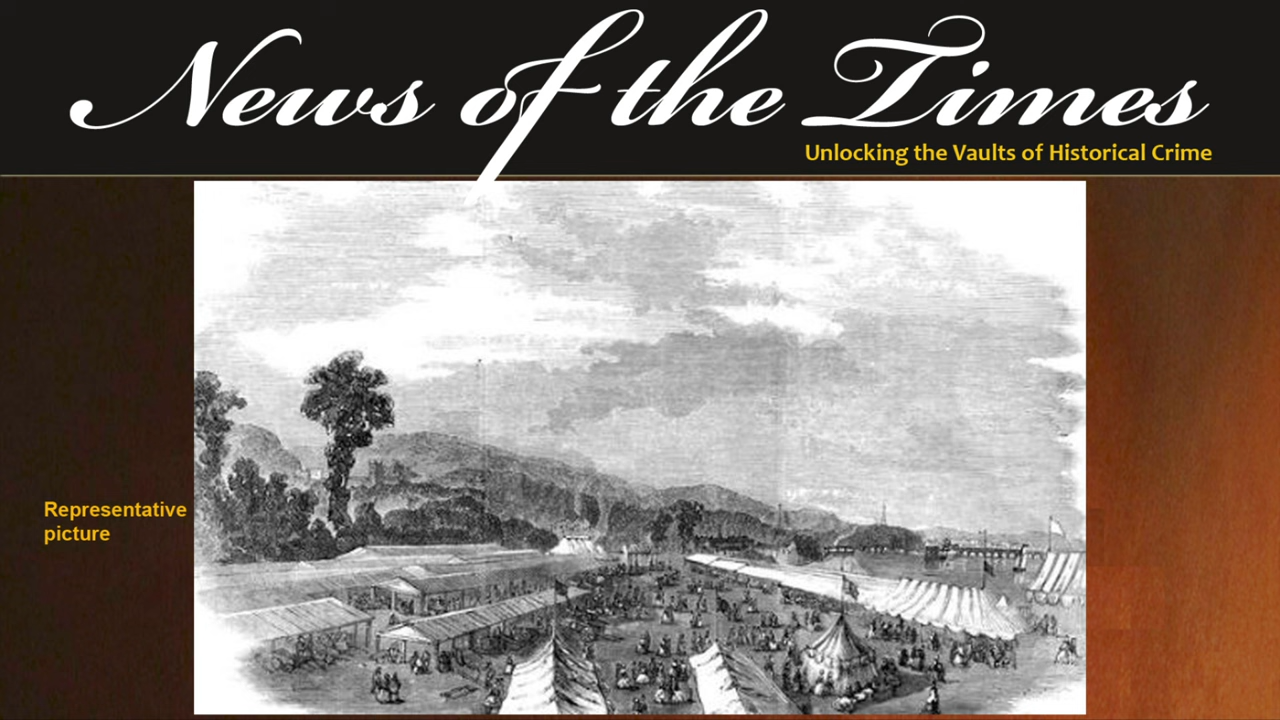 News of the Times
Unlocking the Vaults of Historical Crime
Representative
picture